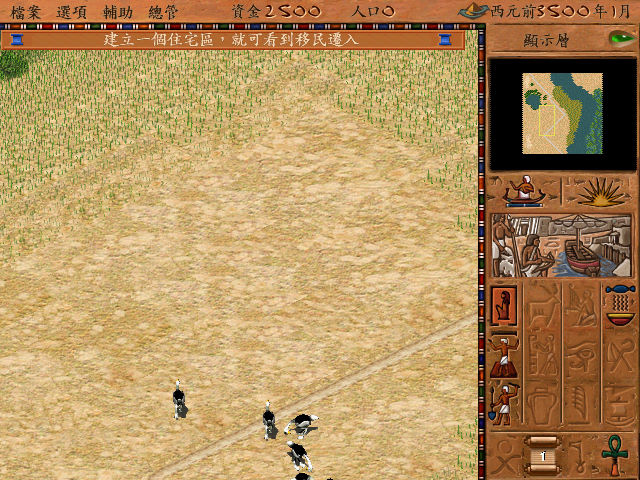 檔案 選項 輔助 總管 資金2500 人口0 西元前3500年1月
建立一個住宅區，就可看到移民遷入
顯示層
1